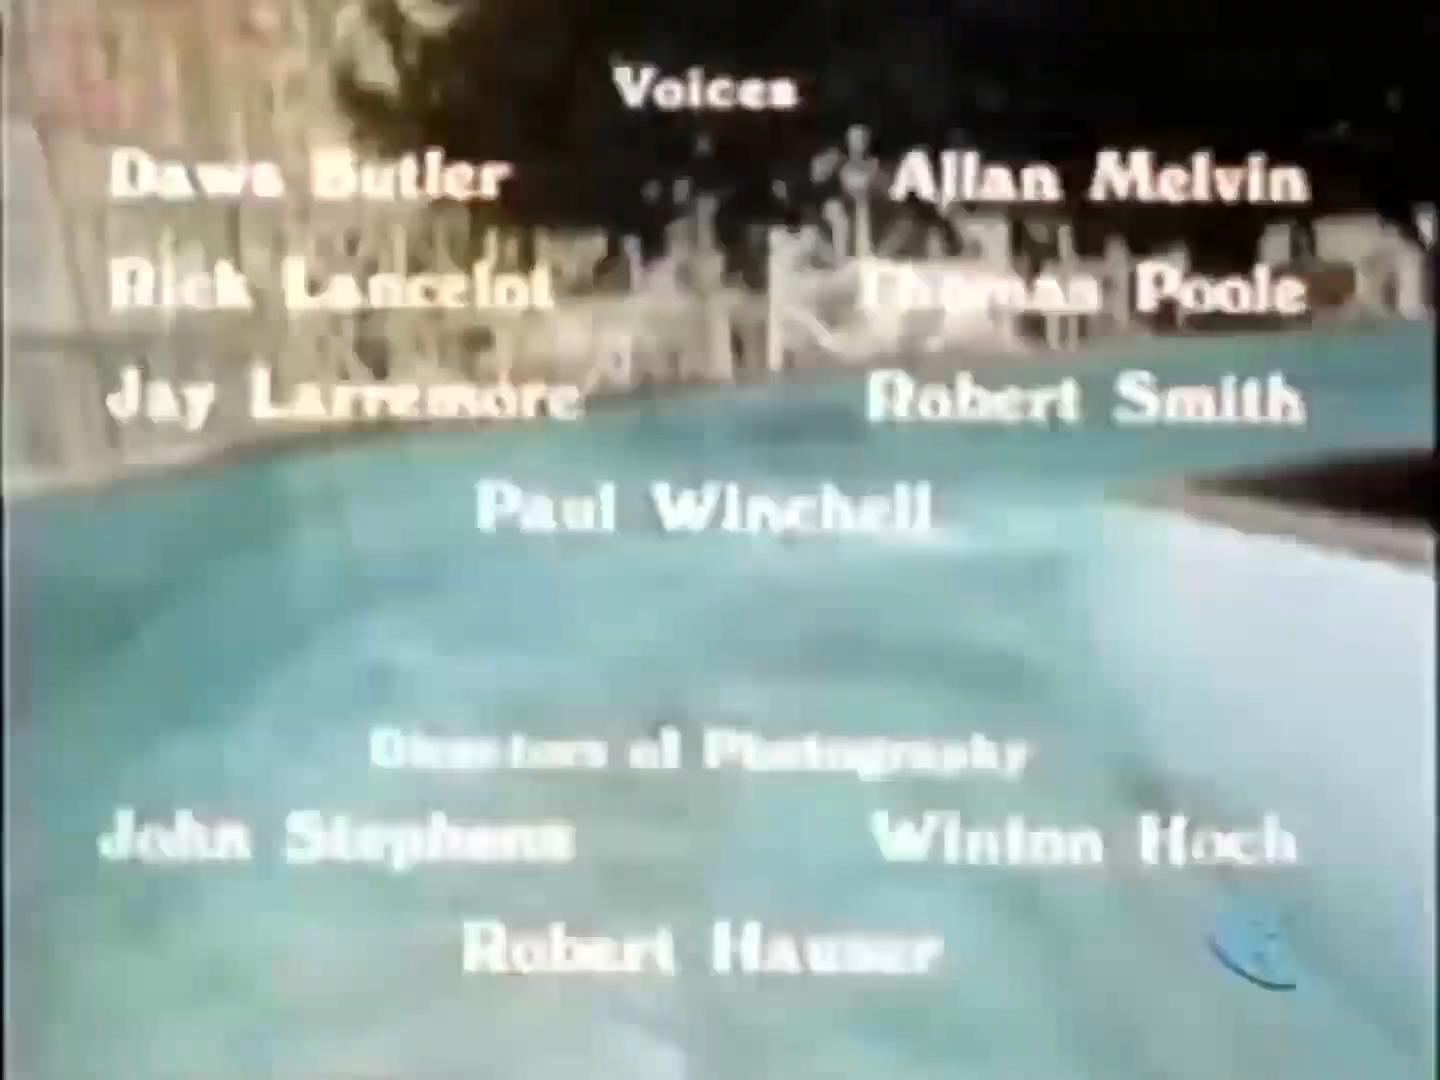 Voices
Daws Butler Allan Melvin
Rick Lancelot Thomas Poole
Jay Larremore Robert Smith
Paul Winchell
Directors of Photography
John Stephens Winton Hoch
Robert Hauser